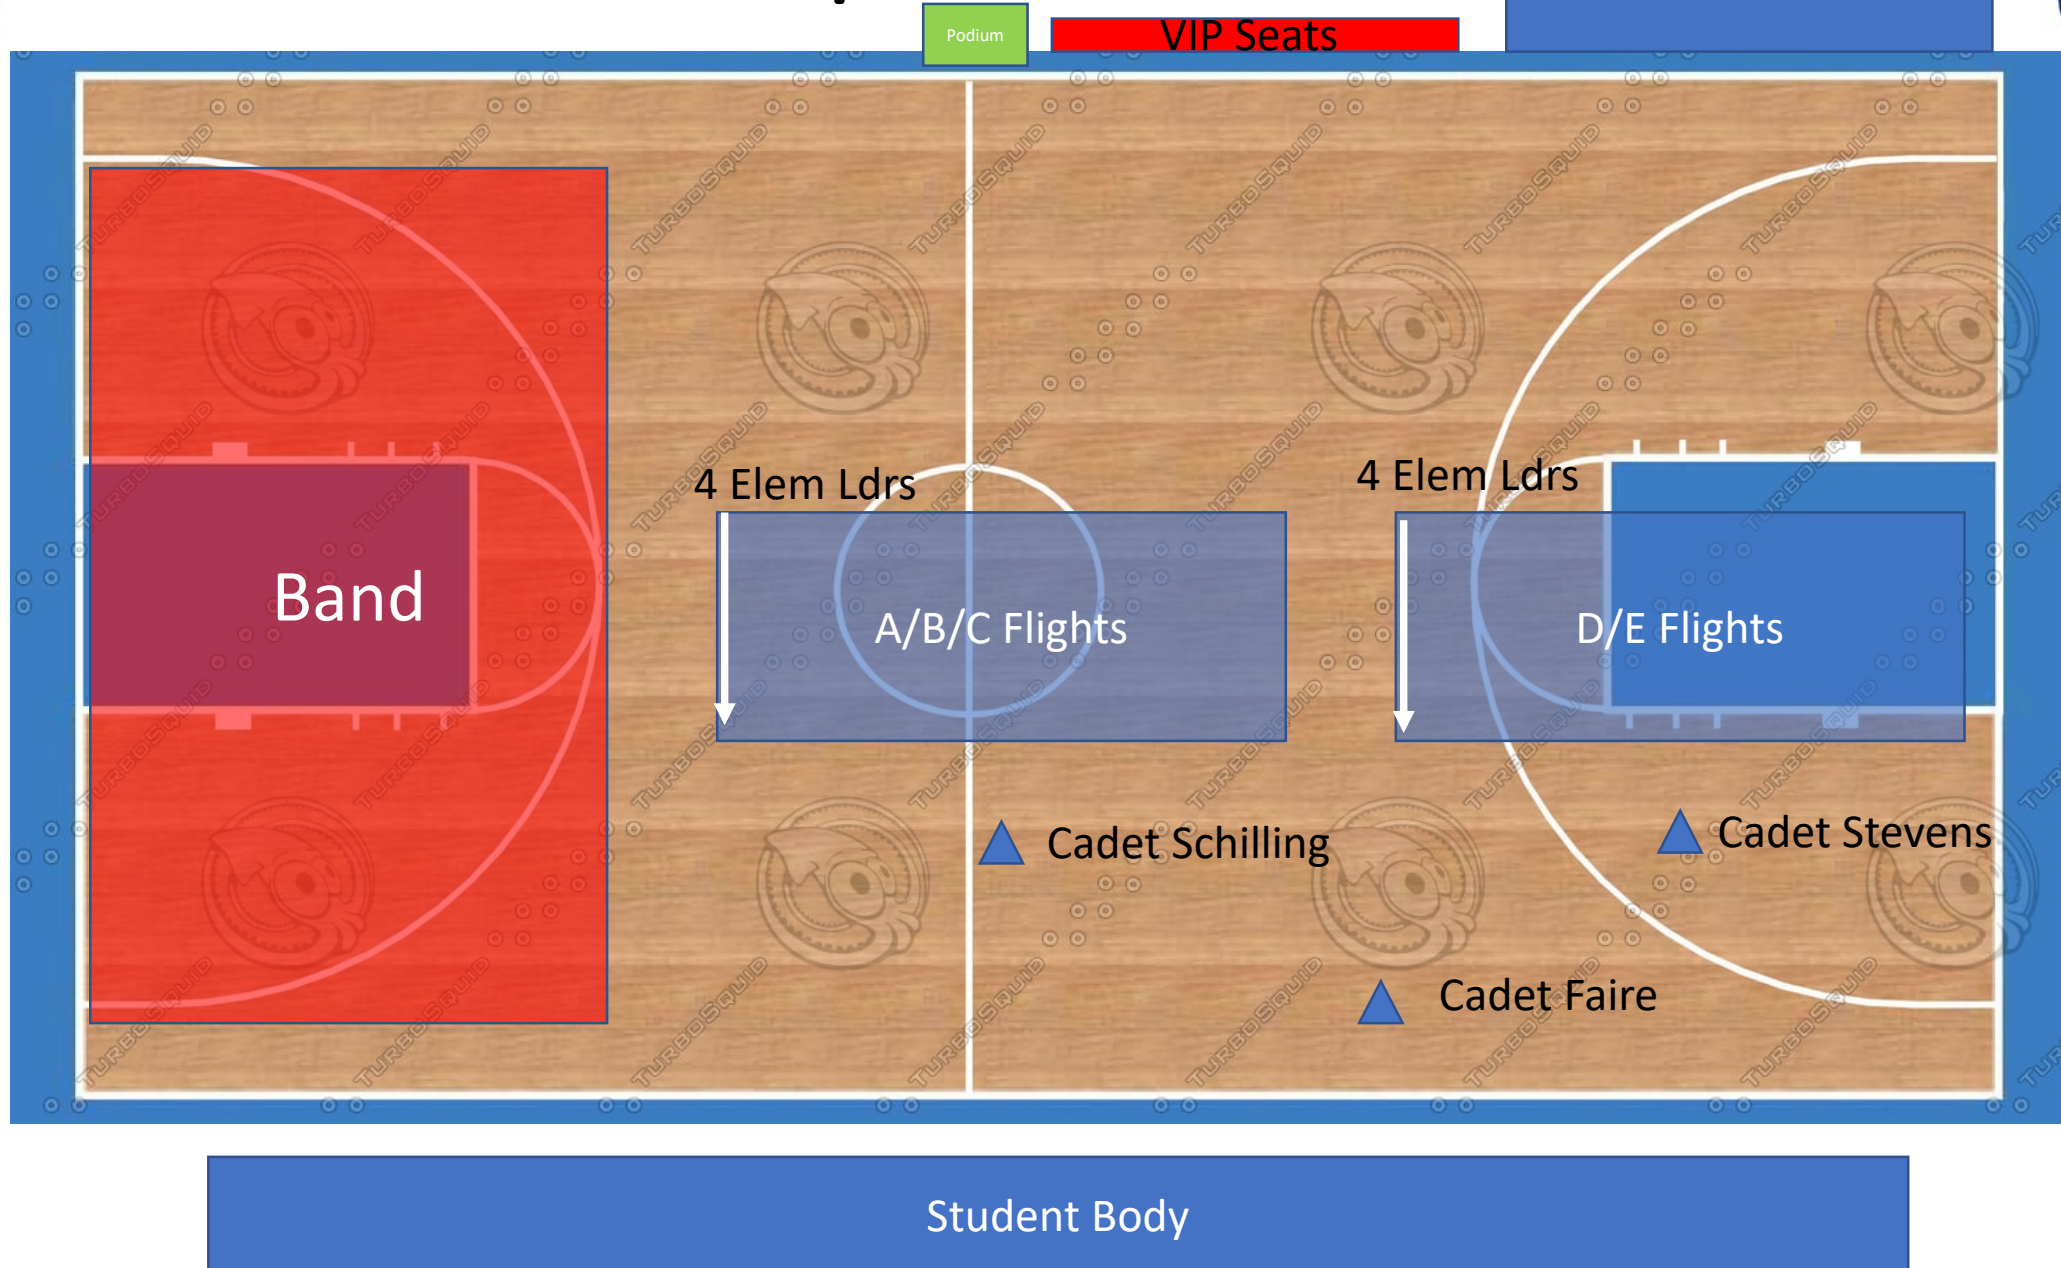 Podium
VIP Seats
4 Elem Ldrs
4 Elem Ldrs
Band
A/B/C Flights
D/E Flights
Cadet Schilling
Cadet Stevens
Cadet Faire
Student Body
TURBOSQUID